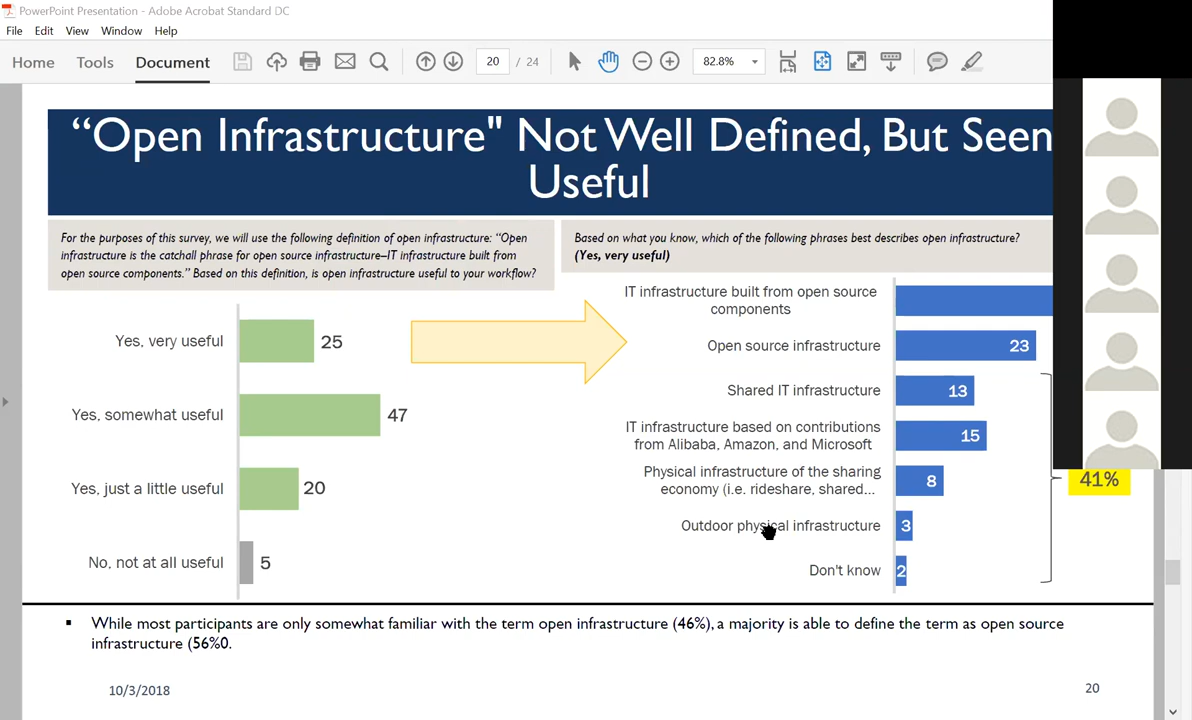 PowerPoint Presentation - Adobe Acrobat Standard DC
File Edit View Window Help
Home Tools Document 20 / 24 82.8%
“Open Infrastructure" Not Well Defined, But Seen
Useful
For the purposes of this survey, we will use the following definition of open infrastructure: “Open
infrastructure is the catchall phrase for open source infrastructure–IT infrastructure built from
open source components.” Based on this definition, is open infrastructure useful to your workflow?
Yes, very useful 25
Yes, somewhat useful 47
Yes, just a little useful 20
No, not at all useful 5
Based on what you know, which of the following phrases best describes open infrastructure?
(Yes, very useful)
IT infrastructure built from open source
components
Open source infrastructure 23
Shared IT infrastructure 13
IT infrastructure based on contributions
from Alibaba, Amazon, and Microsoft 15
Physical infrastructure of the sharing
economy (i.e. rideshare, shared... 8
Outdoor physical infrastructure 3
Don't know 2
41%
▪ While most participants are only somewhat familiar with the term open infrastructure (46%), a majority is able to define the term as open source
infrastructure (56%0.
10/3/2018 20